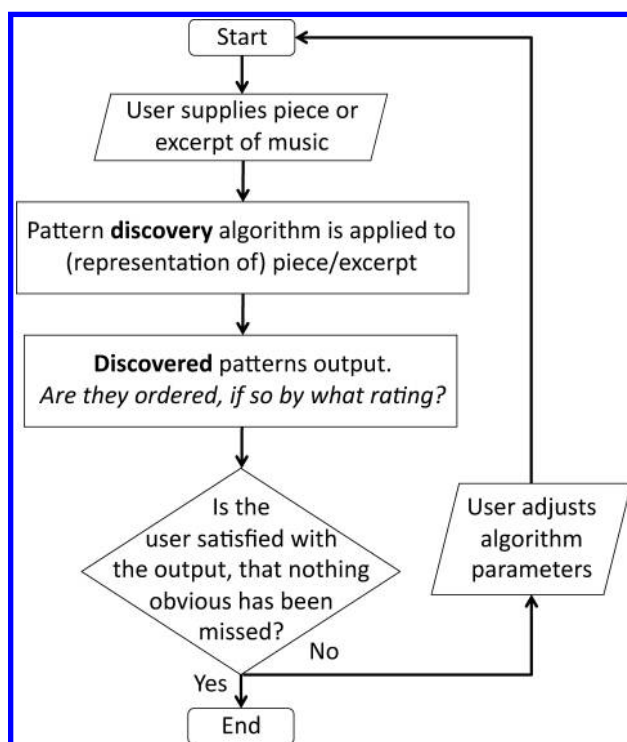 Start
User supplies piece or
excerpt of music
Pattern discovery algorithm is applied to
(representation of) piece/excerpt
Discovered patterns output.
Are they ordered, if so by what rating?
Is the
user satisfied with
the output, that nothing
obvious has been
missed?
User adjusts
algorithm
parameters
No
Yes
End